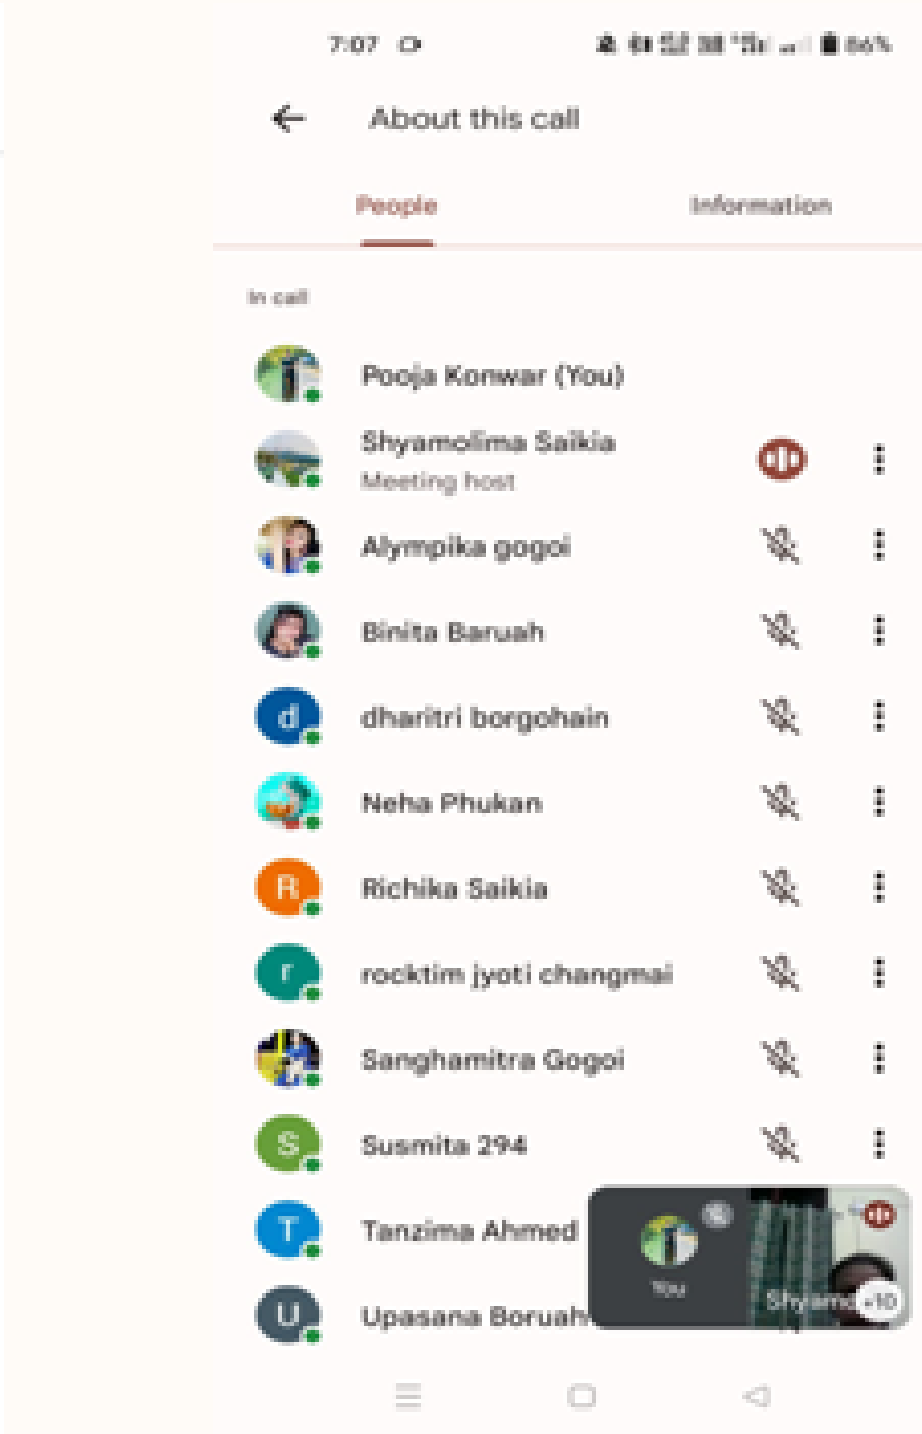 7:07
86%
About this call
People
Information
In call
Pooja Konwar (You)
Shyamolima Saikia
Meeting host
Alympika gogoi
Binita Baruah
d
dharitri borgohain
Neha Phukan
R
Richika Saikia
r
rocktim jyoti changmai
Sanghamitra Gogoi
S
Susmita 294
T
Tanzima Ahmed
You
Shyamo
+10
U
Upasana Boruah